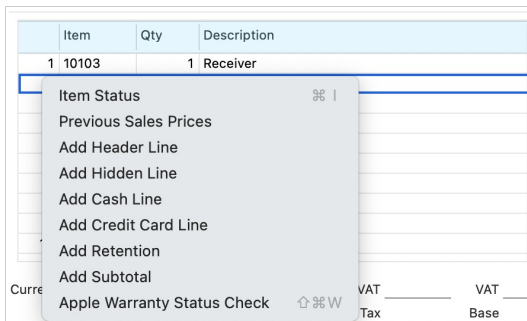 Item Qty Description
1 10103 1 Receiver
Item Status ⌘ I
Previous Sales Prices
Add Header Line
Add Hidden Line
Add Cash Line
Add Credit Card Line
Add Retention
Add Subtotal
Curre VAT VAT
Apple Warranty Status Check ⇧⌘W
Tax Base